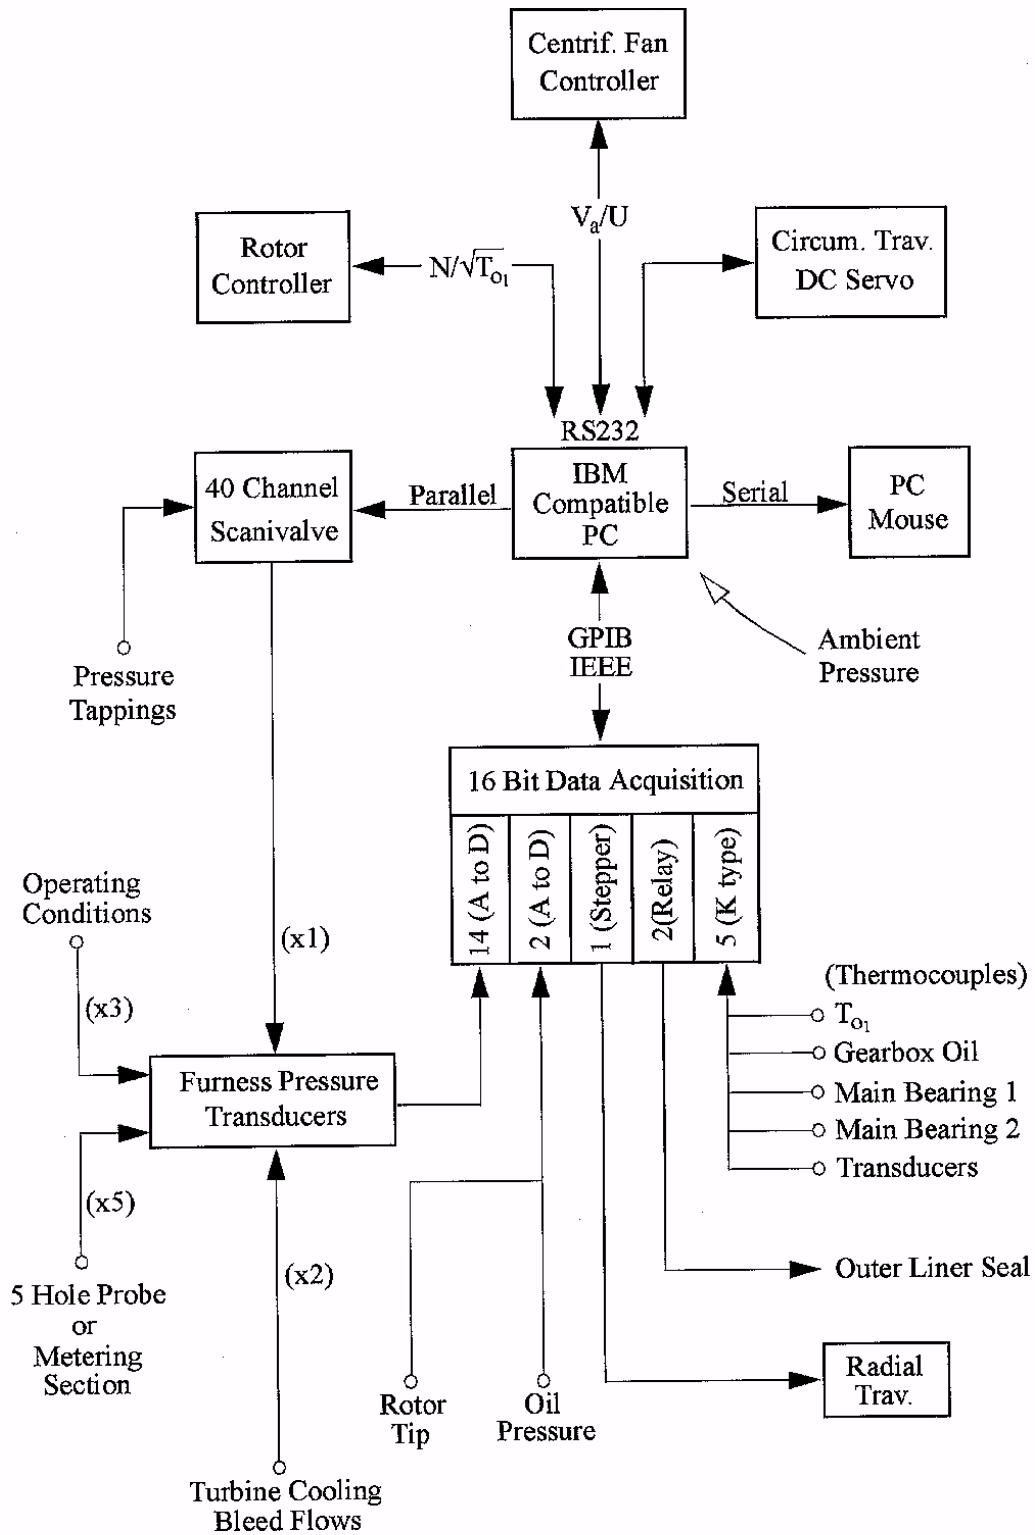 Centrif. Fan
Controller
Va/U
Rotor
Controller
N/√To1
Circum. Trav.
DC Servo
RS232
40 Channel
Scanivalve
Parallel
IBM
Compatible
PC
Serial
PC
Mouse
GPIB
IEEE
Ambient
Pressure
Pressure
Tappings
16 Bit Data Acquisition
14 (A to D)
2 (A to D)
1 (Stepper)
2(Relay)
5 (K type)
Operating
Conditions
(x1)
(x3)
(Thermocouples)
To1
Gearbox Oil
Main Bearing 1
Main Bearing 2
Transducers
Furness Pressure
Transducers
(x5)
(x2)
5 Hole Probe
or
Metering
Section
Outer Liner Seal
Radial
Trav.
Rotor
Tip
Oil
Pressure
Turbine Cooling
Bleed Flows